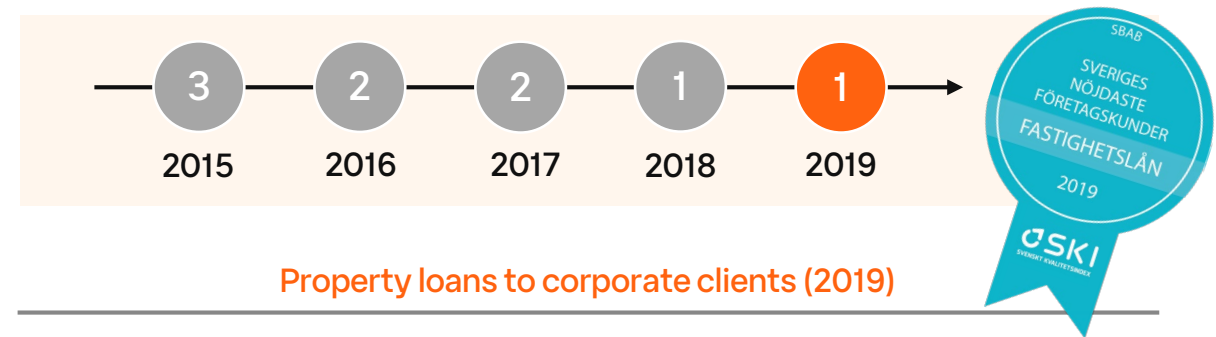 3 2 2 1 1
2015 2016 2017 2018 2019
SBAB
SVERIGES
NÖJDASTE
FÖRETAGSKUNDER
FASTIGHETSLÅN
2019
SKI
SVENSKT KVALITETSINDEX
Property loans to corporate clients (2019)